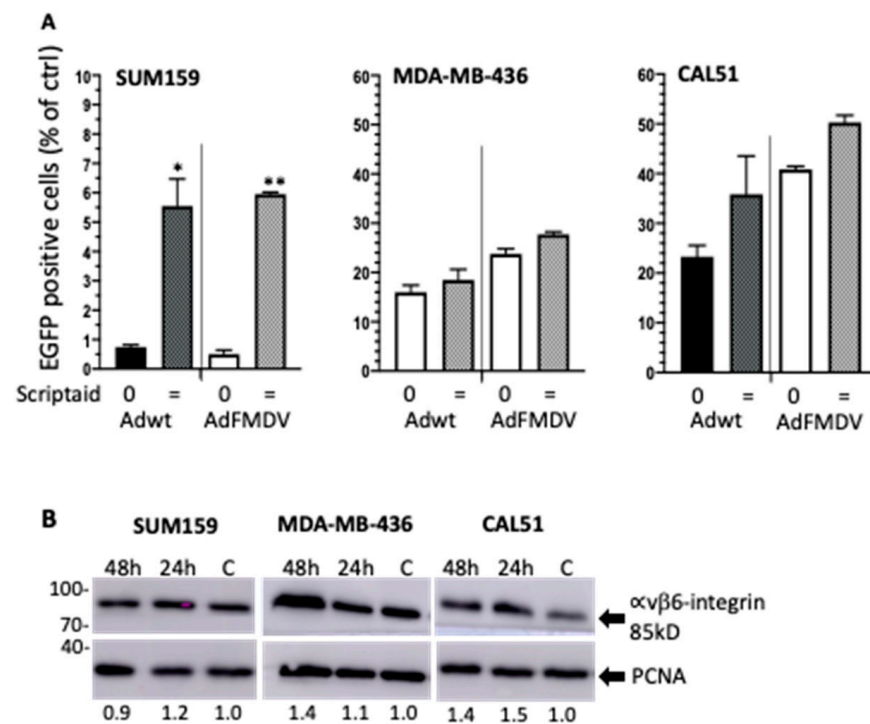 A
SUM159
MDA-MB-436
CAL51
EGFP positive cells (% of ctrl)
10
9
8
7
6
5
4
3
2
1
0
60
50
40
30
20
10
0
60
50
40
30
20
10
0
* **
Scriptaid 0 = 0 = 0 = 0 = 0 = 0 =
Adwt AdFMDV Adwt AdFMDV Adwt AdFMDV
B
SUM159 MDA-MB-436 CAL51
48h 24h C 48h 24h C 48h 24h C
100-
70-
40-
∝vβ6-integrin
85kD
PCNA
0.9 1.2 1.0 1.4 1.1 1.0 1.4 1.5 1.0